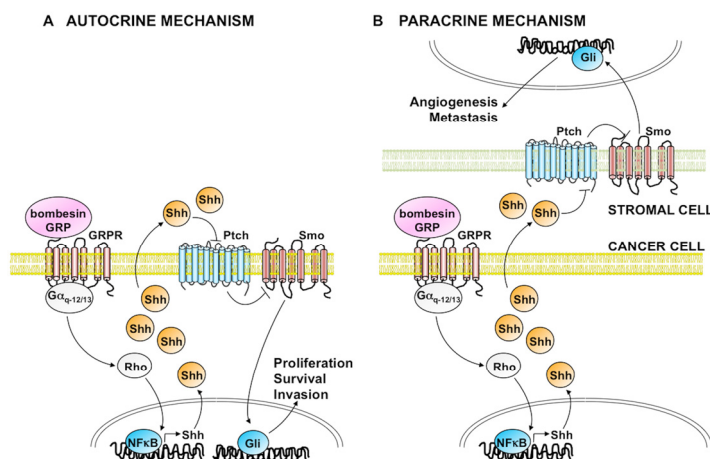 A AUTOCRINE MECHANISM
bombesin
GRP
GRPR
Gαq-12/13
Rho
NFκB
Shh
Shh
Shh
Shh
Shh
Shh
Shh
Ptch
Smo
Gli
Proliferation
Survival
Invasion
B PARACRINE MECHANISM
Gli
Angiogenesis
Metastasis
Ptch
Smo
STROMAL CELL
CANCER CELL
bombesin
GRP
GRPR
Gαq-12/13
Rho
NFκB
Shh
Shh
Shh
Shh
Shh
Shh
Shh